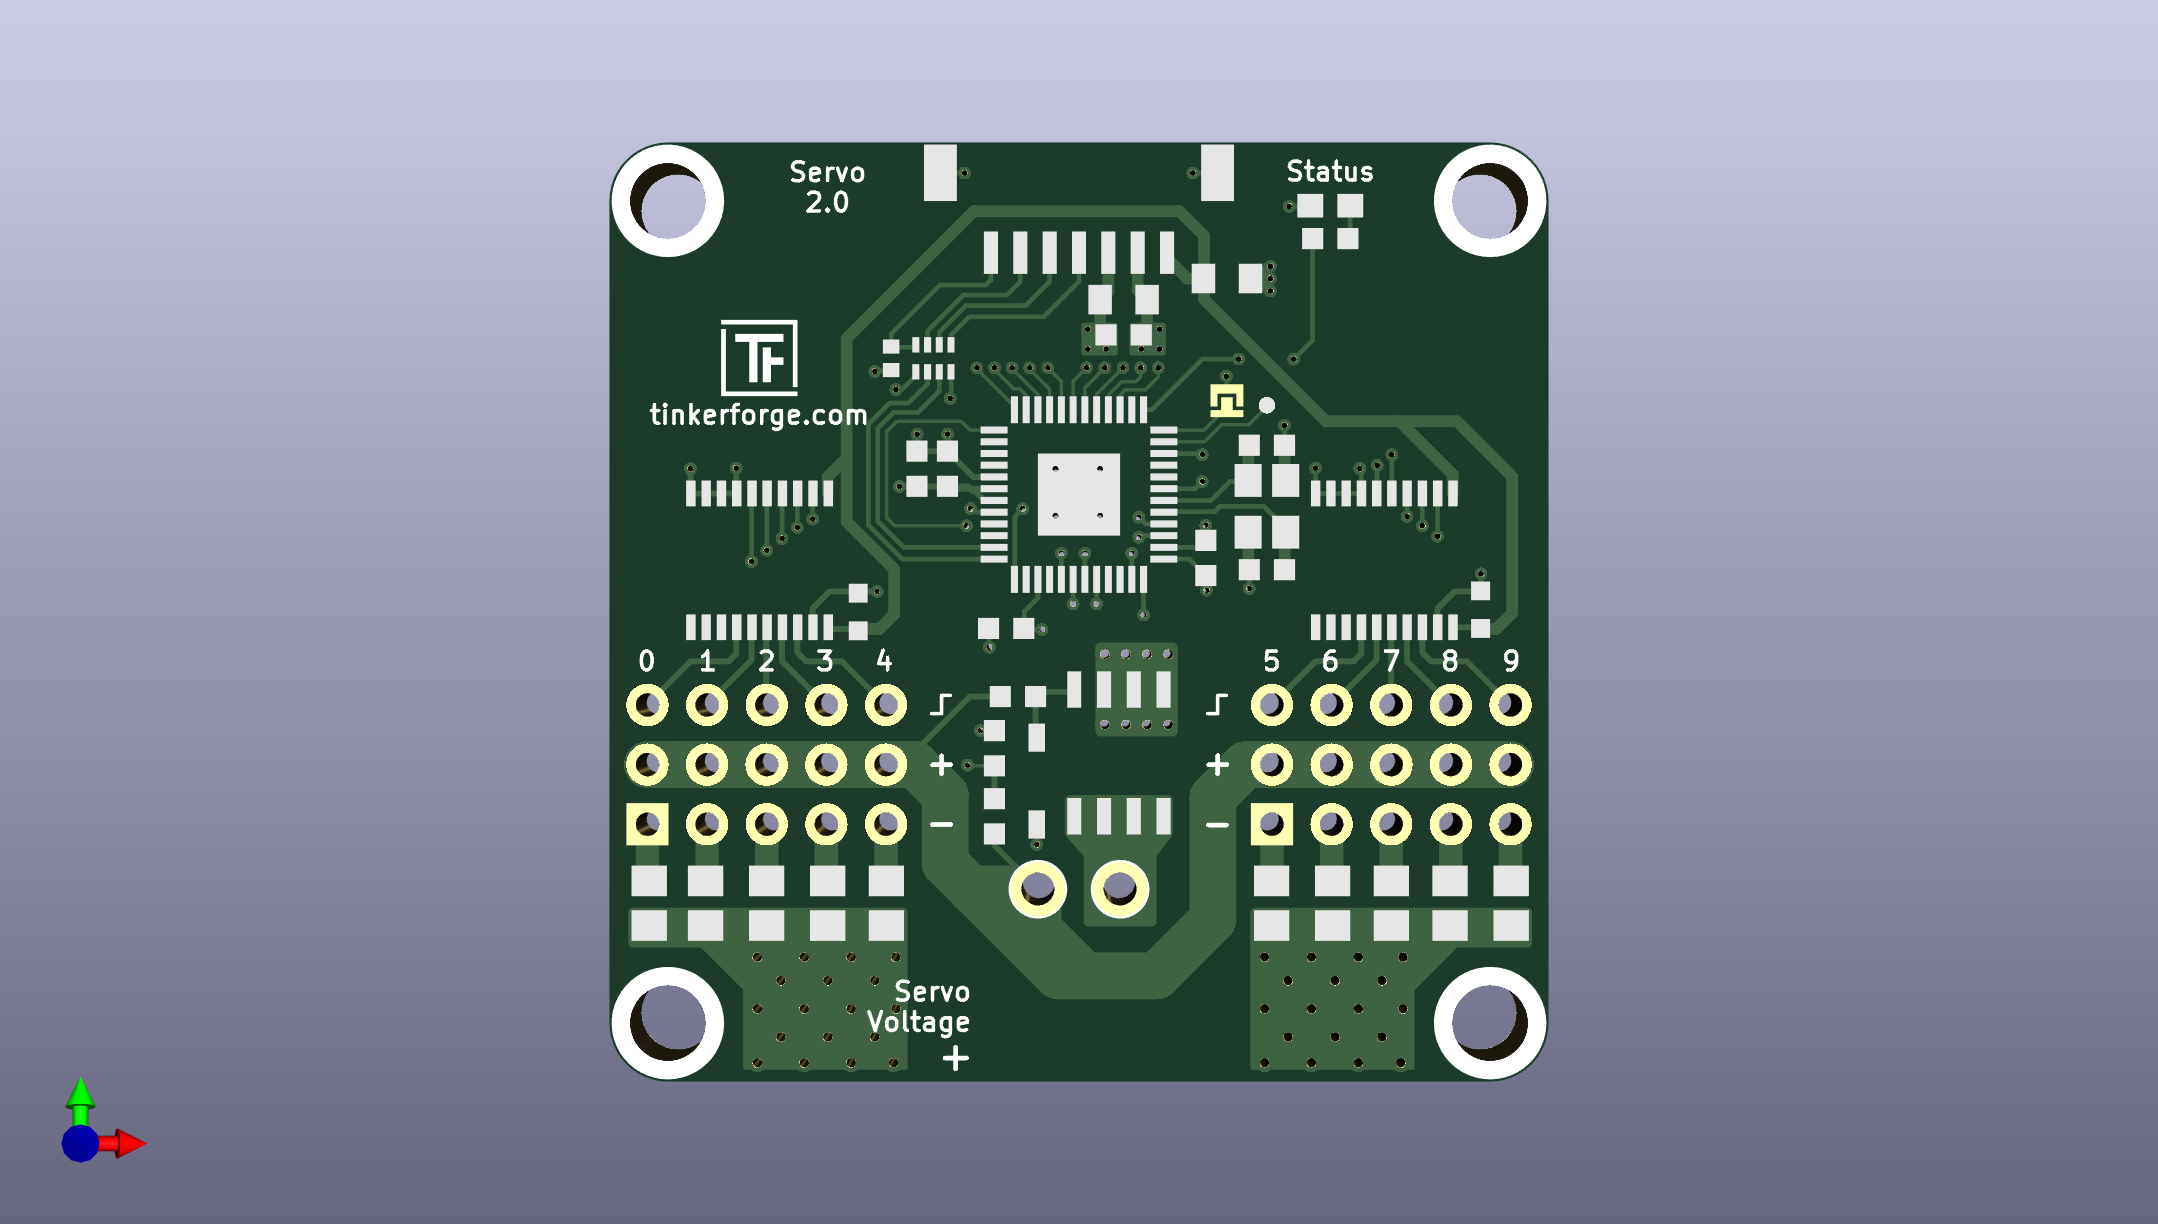 Servo
2.0
Status
TF
tinkerforge.com
0 1 2 3 4
5 6 7 8 9
+ +
- -
Servo
Voltage
+